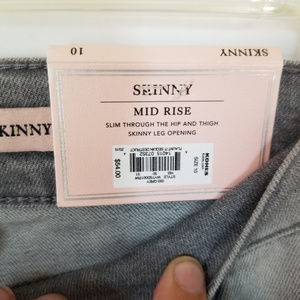 10
SKINNY
SKINNY
MID RISE
SLIM THROUGH THE HIP AND THIGH
SKINNY LEG OPENING
KINNY
KOHLS
SIZE 10
$54.00